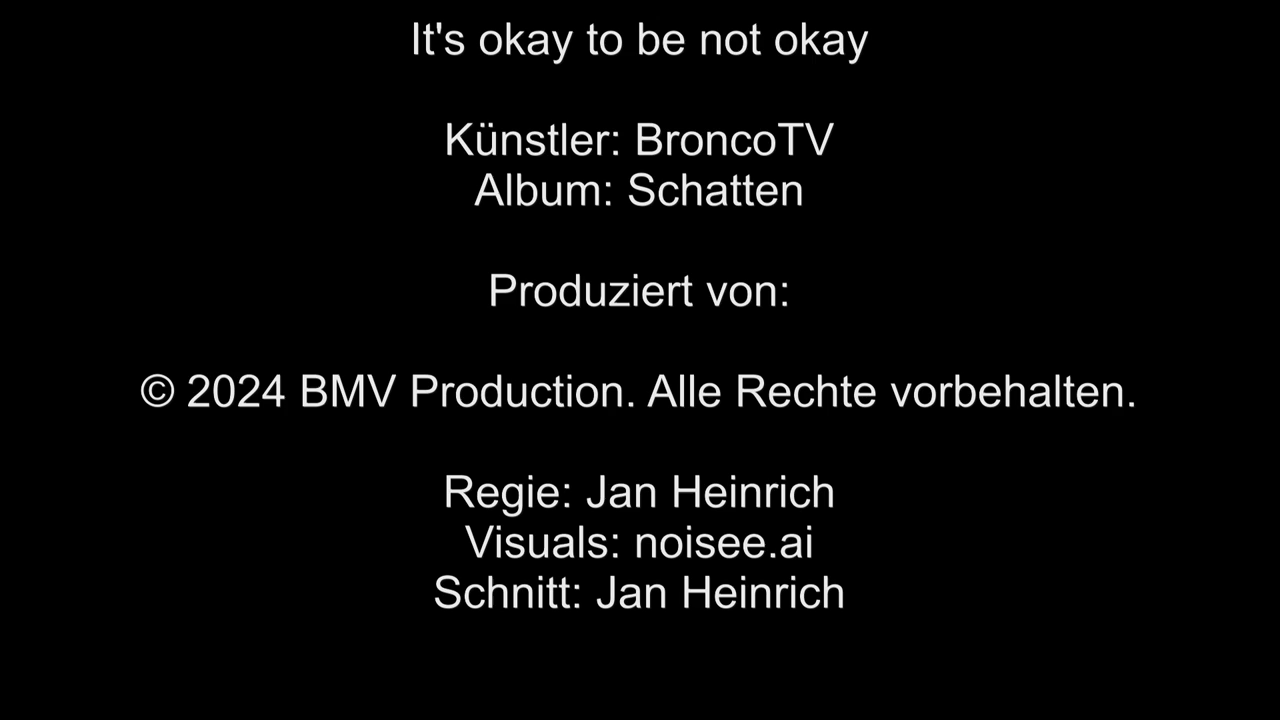 It's okay to be not okay
Künstler: BroncoTV
Album: Schatten
Produziert von:
© 2024 BMV Production. Alle Rechte vorbehalten.
Regie: Jan Heinrich
Visuals: noisee.ai
Schnitt: Jan Heinrich